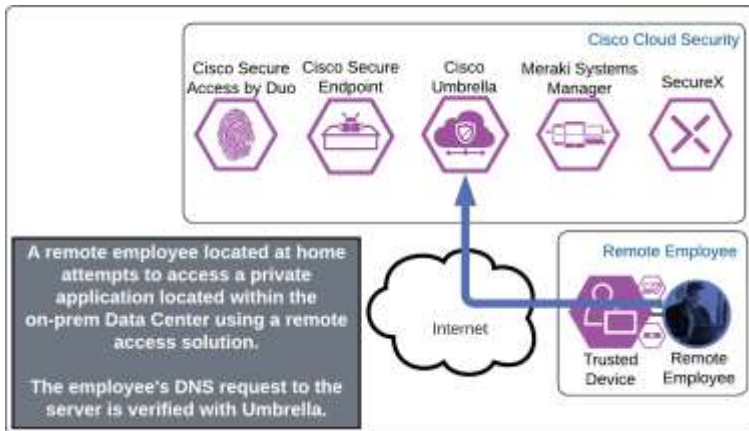 Cisco Cloud Security
Cisco Secure
Access by Duo
Cisco Secure
Endpoint
Cisco
Umbrella
Meraki Systems
Manager
SecureX
A remote employee located at home
attempts to access a private
application located within the
on-prem Data Center using a remote
access solution.
The employee's DNS request to the
server is verified with Umbrella.
Internet
Remote Employee
Trusted
Device
Remote
Employee